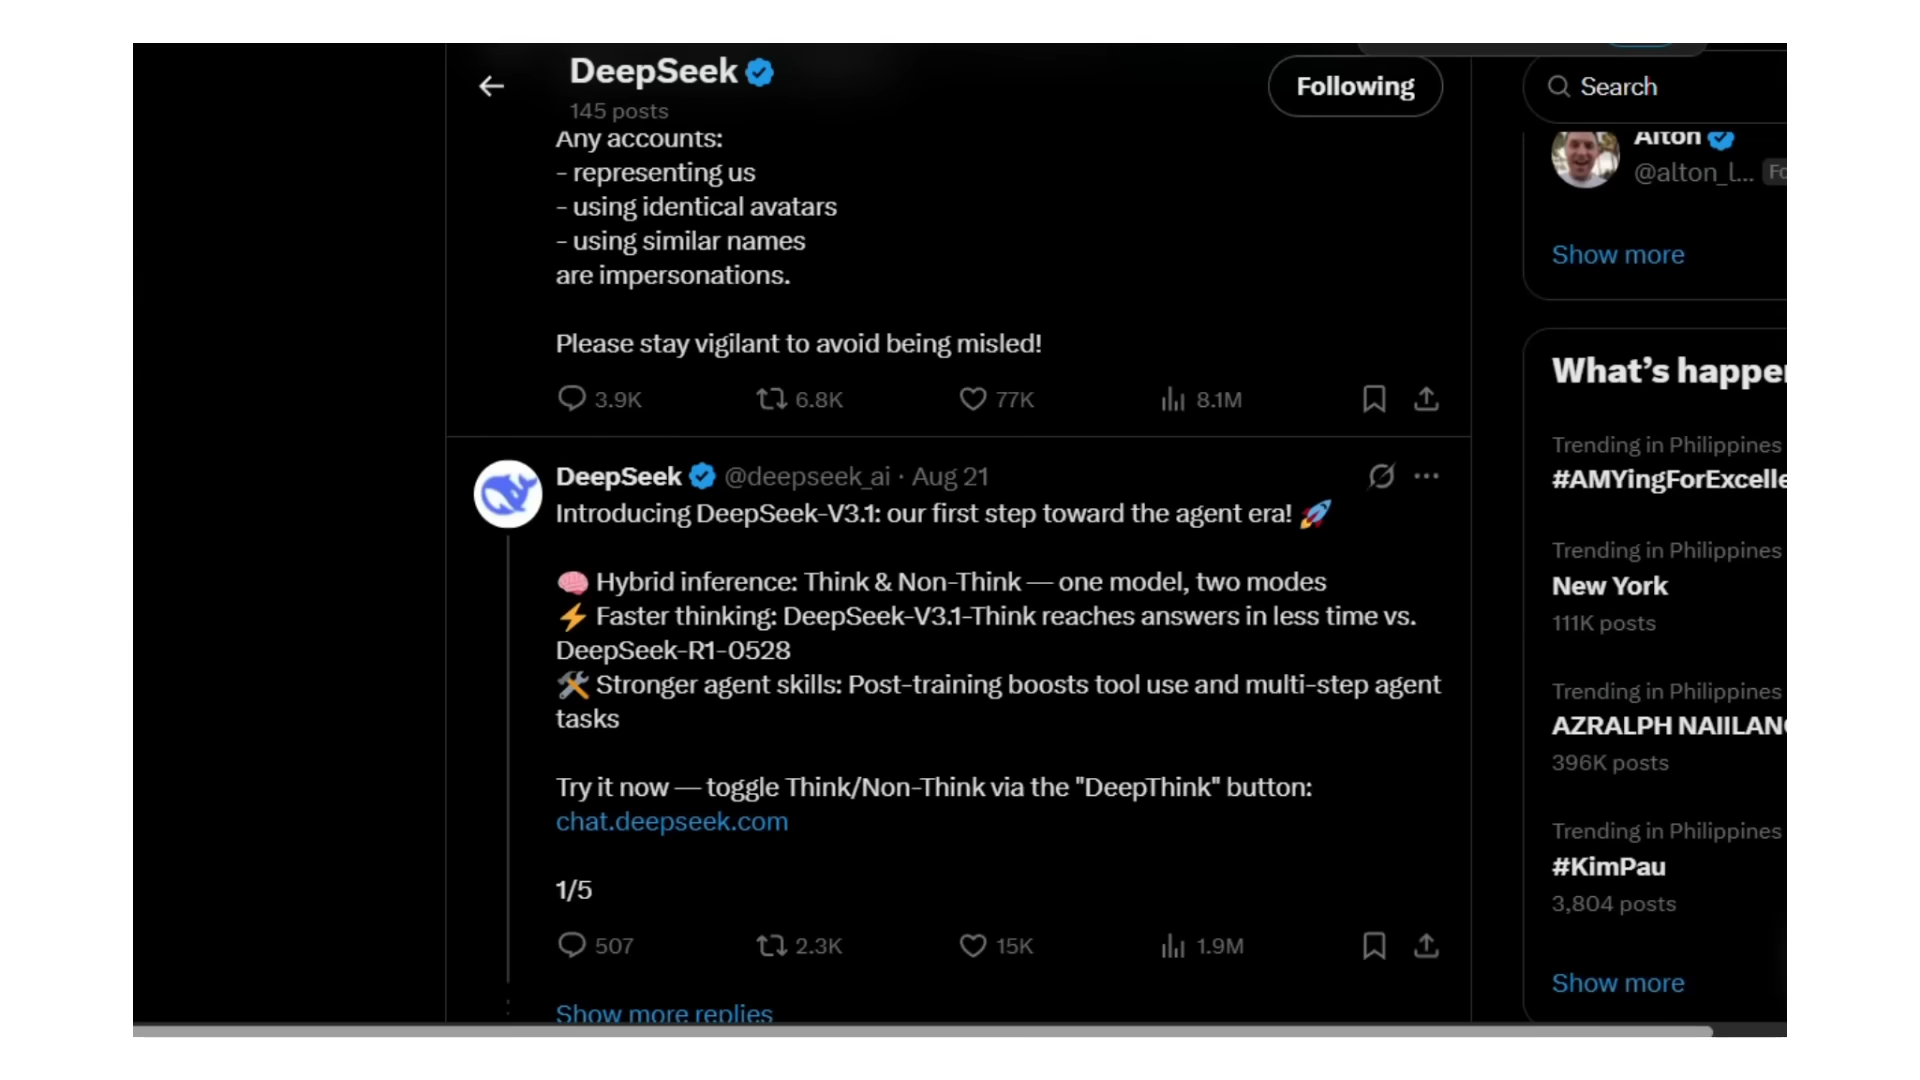 DeepSeek
145 posts
Following
Any accounts:
- representing us
- using identical avatars
- using similar names
are impersonations.
Please stay vigilant to avoid being misled!
3.9K 6.8K 77K 8.1M
DeepSeek @deepseek_ai · Aug 21
Introducing DeepSeek-V3.1: our first step toward the agent era! 🚀
🧠 Hybrid inference: Think & Non-Think — one model, two modes
⚡ Faster thinking: DeepSeek-V3.1-Think reaches answers in less time vs.
DeepSeek-R1-0528
🛠️ Stronger agent skills: Post-training boosts tool use and multi-step agent
tasks
Try it now — toggle Think/Non-Think via the "DeepThink" button:
chat.deepseek.com
1/5
507 2.3K 15K 1.9M
Show more replies
Search
Alton
@alton_l...
Show more
What's happe
Trending in Philippines
#AMYingForExcelle
Trending in Philippines
New York
111K posts
Trending in Philippines
AZRALPH NAIILAN
396K posts
Trending in Philippines
#KimPau
3,804 posts
Show more